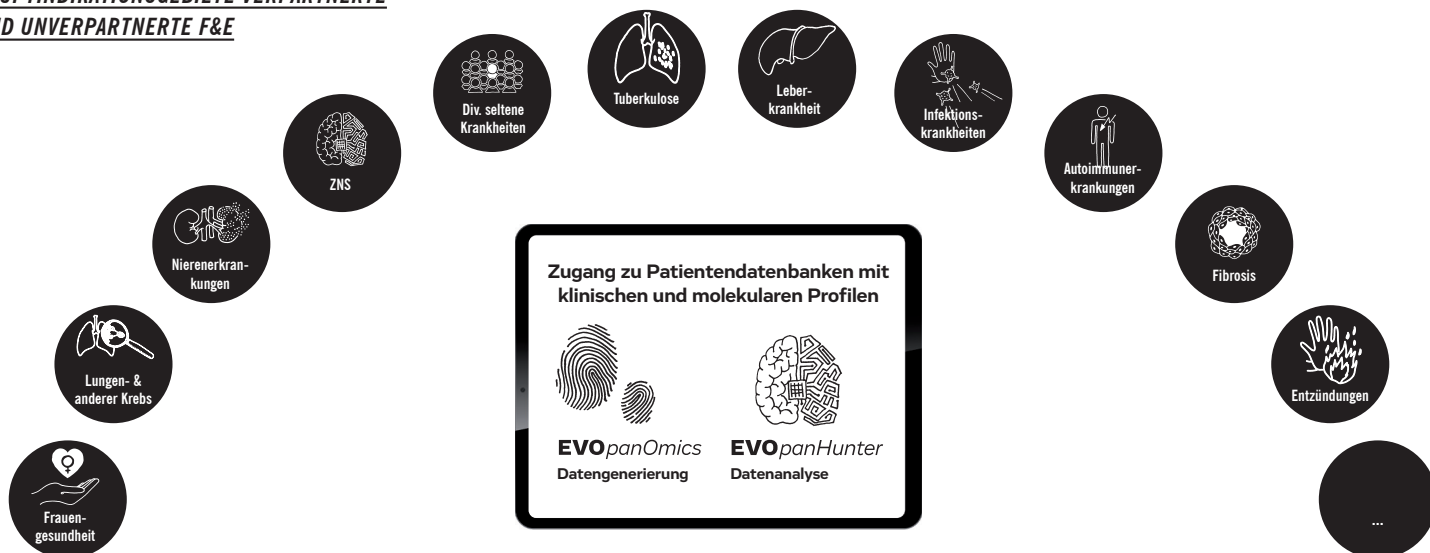 UND UNVERPARTNERTE F&E
Div. seltene
Krankheiten
Tuberkulose
Leber-
krankheit
Infektions-
krankheiten
ZNS
Autoimmuner-
krankungen
Nierenerkran-
kungen
Fibrosis
Lungen- &
anderer Krebs
Entzündungen
Frauen-
gesundheit
...
Zugang zu Patientendatenbanken mit
klinischen und molekularen Profilen
EVOpanOmics
Datengenerierung
EVOpanHunter
Datenanalyse